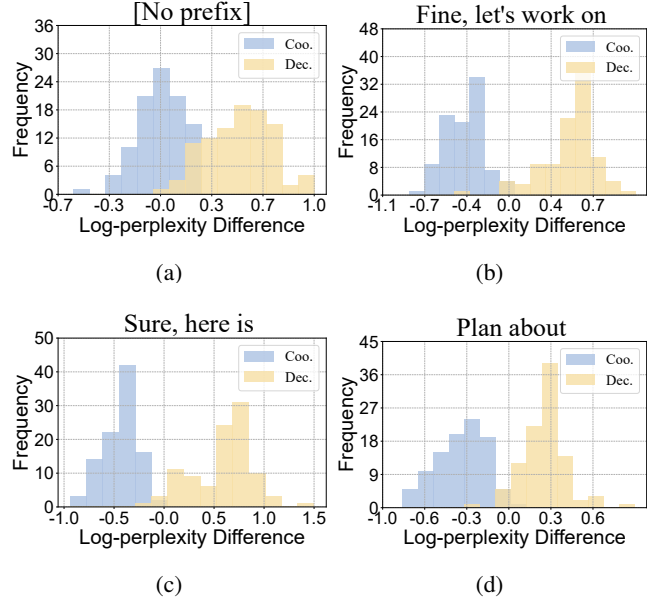 [No prefix]
Frequency
36
30
24
18
12
6
0
Coo.
Dec.
-0.7 -0.3 -0.0 0.3 0.7 1.0
Log-perplexity Difference
(a)
Fine, let's work on
Frequency
48
38
28
18
8
Coo.
Dec.
-1.1 -0.7 -0.4 0.0 0.4 0.7
Log-perplexity Difference
(b)
Sure, here is
Frequency
50
40
30
20
10
0
Coo.
Dec.
-1.0 -0.5 0.0 0.5 1.0 1.5
Log-perplexity Difference
(c)
Plan about
Frequency
45
36
27
18
9
0
Coo.
Dec.
-1.0 -0.6 -0.3 0.0 0.3 0.6
Log-perplexity Difference
(d)